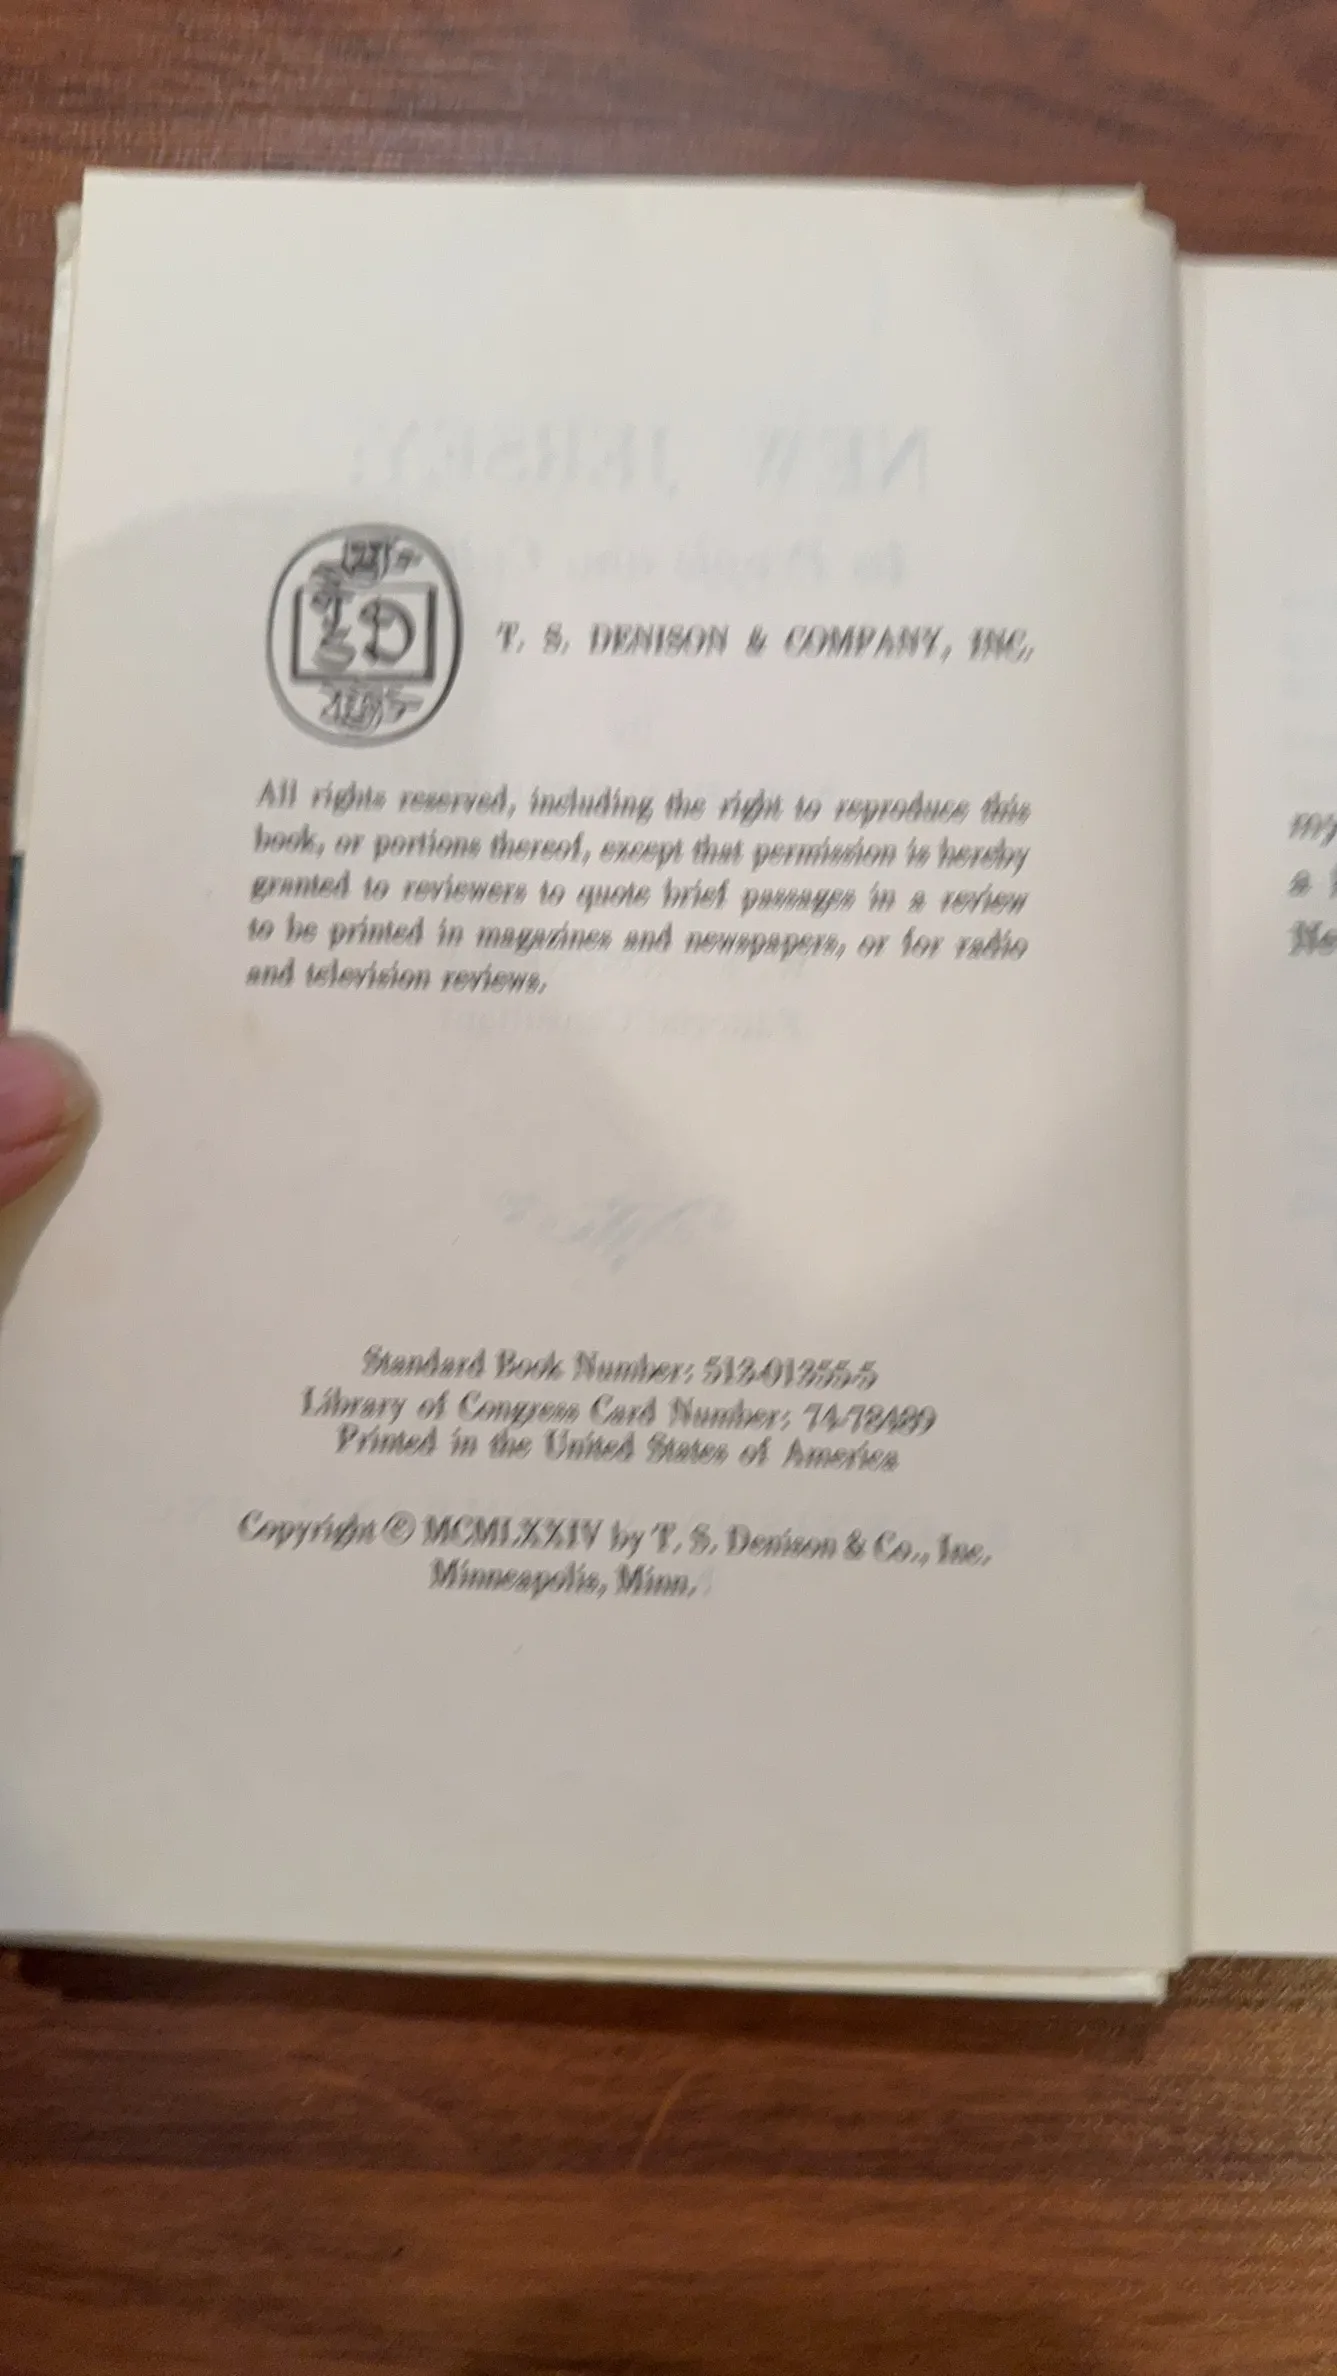 T. S. DENISON & COMPANY, INC.
All rights reserved, including the right to reproduce this
book, or portions thereof, except that permission is hereby
granted to reviewers to quote brief passages in a review
to be printed in magazines and newspapers, or for radio
and television reviews.
Standard Book Number: 513-01355-5
Library of Congress Card Number: 74-78489
Printed in the United States of America
Copyright © MCMLXXIV by T. S. Denison & Co., Inc.
Minneapolis, Minn.
my
a